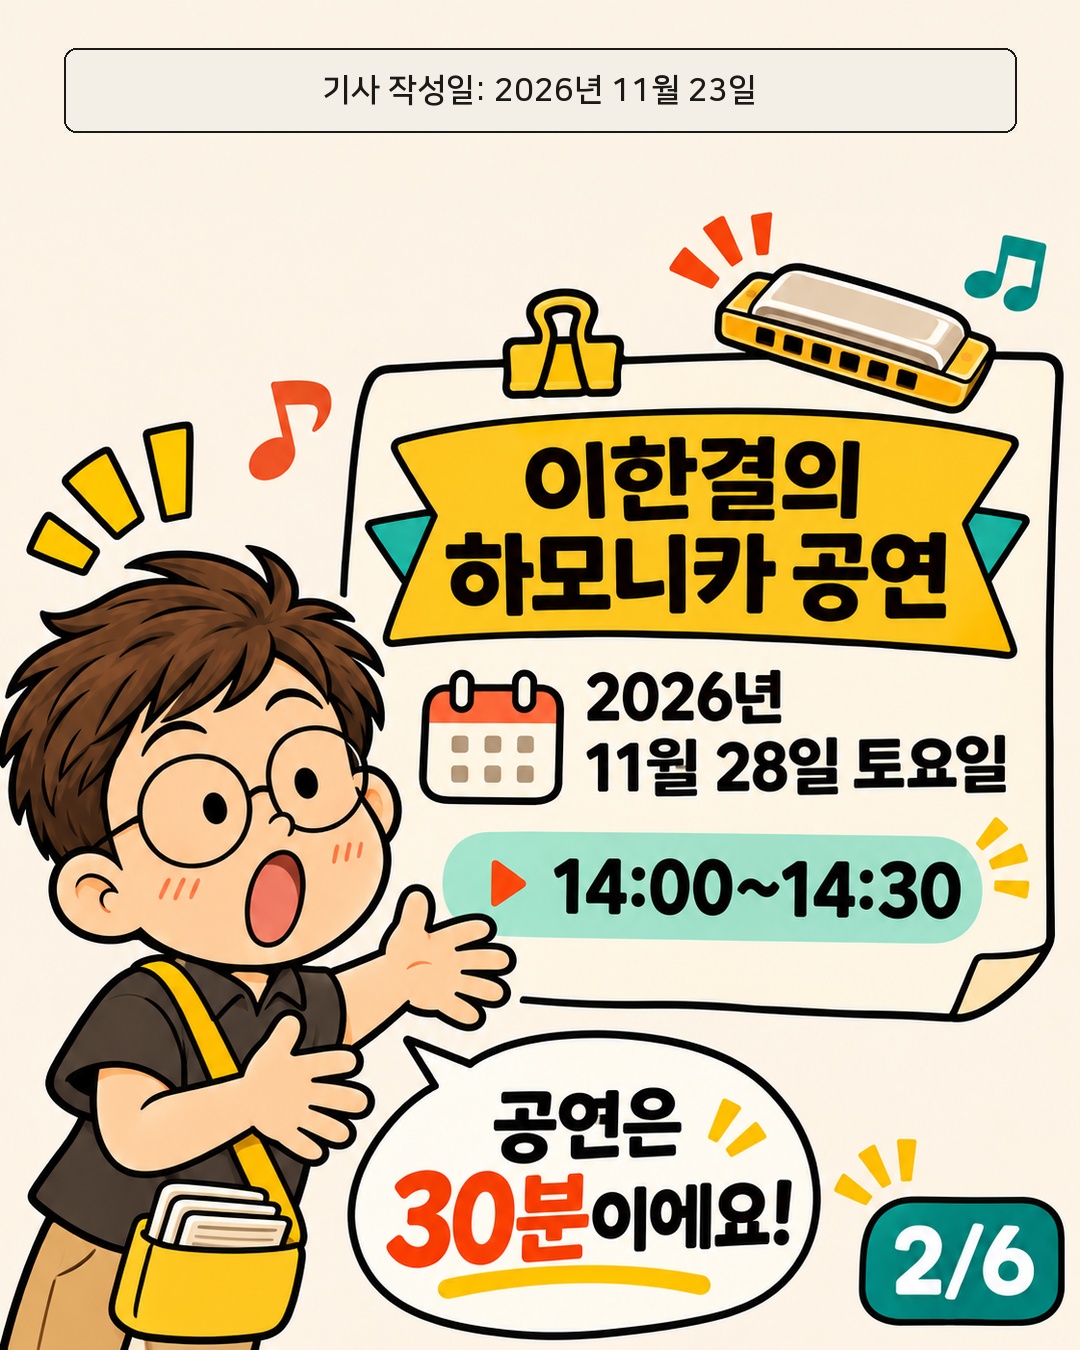 기사 작성일: 2026년 11월 23일
이한결의
하모니카 공연
2026년
11월 28일 토요일
14:00~14:30
공연은
30분이에요!
2/6